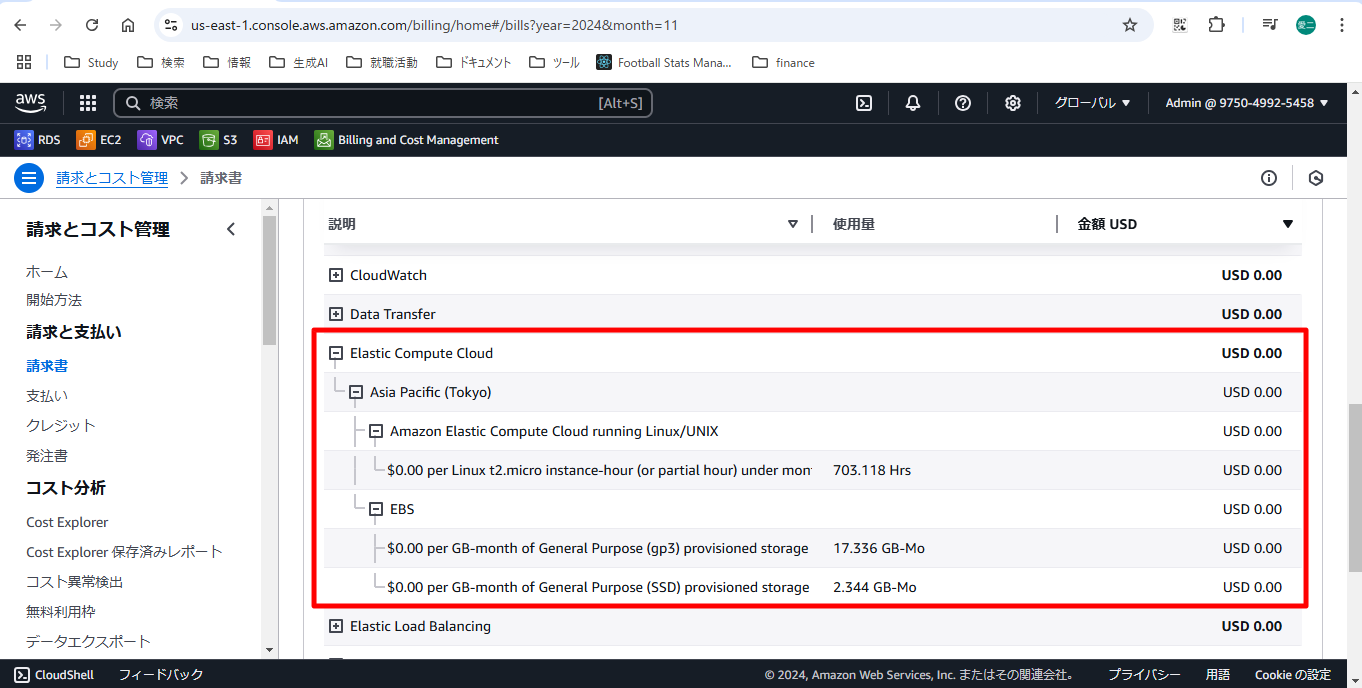 us-east-1.console.aws.amazon.com/billing/home#/bills?year=2024&month=11
愛二
Study 検索 情報 生成AI 就職活動 ドキュメント ツール Football Stats Mana... finance
aws 検索 [Alt+S] グローバル ▼ Admin @ 9750-4992-5458 ▼
RDS EC2 VPC S3 IAM Billing and Cost Management
請求とコスト管理 > 請求書
請求とコスト管理
ホーム
開始方法
請求と支払い
請求書
支払い
クレジット
発注書
コスト分析
Cost Explorer
Cost Explorer 保存済みレポート
コスト異常検出
無料利用枠
データエクスポート
説明 使用量 金額 USD
CloudWatch USD 0.00
Data Transfer USD 0.00
Elastic Compute Cloud USD 0.00
Asia Pacific (Tokyo) USD 0.00
Amazon Elastic Compute Cloud running Linux/UNIX USD 0.00
$0.00 per Linux t2.micro instance-hour (or partial hour) under mon 703.118 Hrs USD 0.00
EBS USD 0.00
$0.00 per GB-month of General Purpose (gp3) provisioned storage 17.336 GB-Mo USD 0.00
$0.00 per GB-month of General Purpose (SSD) provisioned storage 2.344 GB-Mo USD 0.00
Elastic Load Balancing USD 0.00
CloudShell フィードバック © 2024, Amazon Web Services, Inc. またはその関連会社。 プライバシー 用語 Cookie の設定